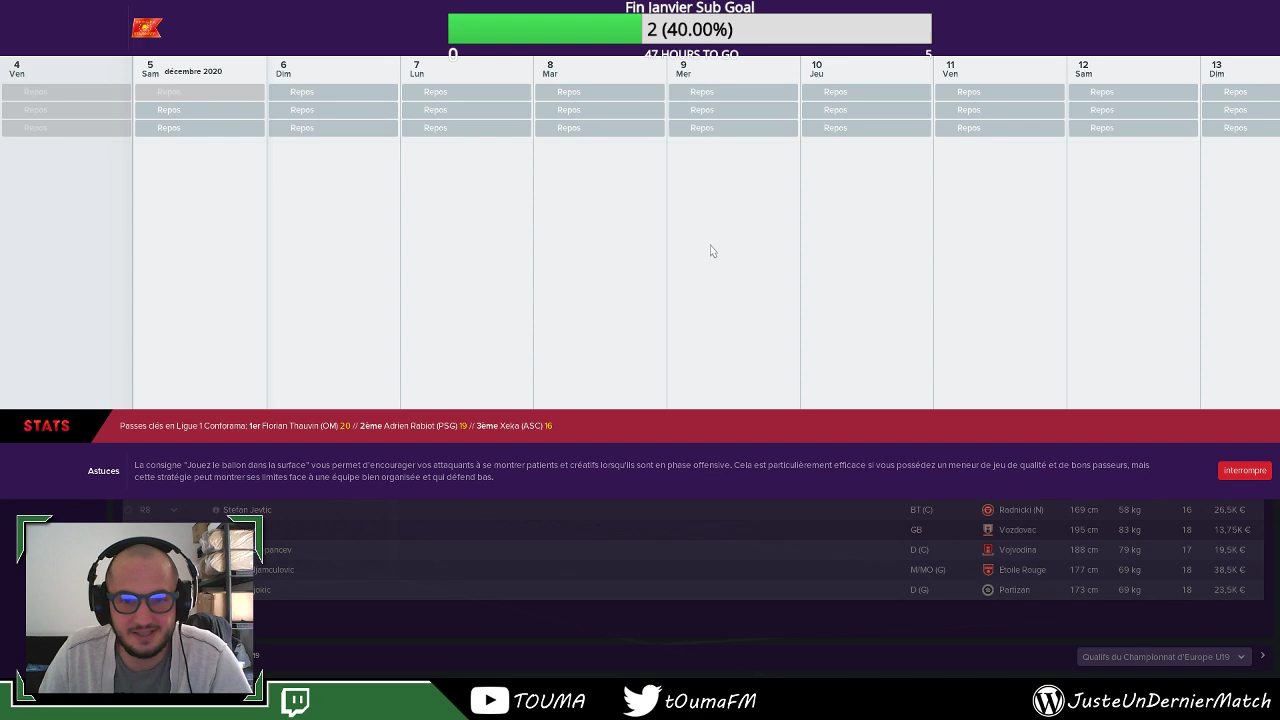 Fin Janvier Sub Goal
2 (40.00%)
0 47 HOURS TO GO 5
4 5 6 7 8 9 10 11 12 13
Ven Sam décembre 2020 Dim Lun Mar Mer Jeu Ven Sam Dim
Repos Repos Repos Repos Repos Repos Repos Repos Repos Repos
Repos Repos Repos Repos Repos Repos Repos Repos Repos Repos
Repos Repos Repos Repos Repos Repos Repos Repos Repos Repos
STATS Passes clés en Ligue 1 Conforama: 1er Florian Thauvin (OM) 20 // 2ème Adrien Rabiot (PSG) 19 // 3ème Xeka (ASC) 16
Astuces La consigne "Jouez le ballon dans la surface" vous permet d'encourager vos attaquants à se montrer patients et créatifs lorsqu'ils sont en phase offensive. Cela est particulièrement efficace si vous possédez un meneur de jeu de qualité et de bons passeurs, mais
cette stratégie peut montrer ses limites face à une équipe bien organisée et qui défend bas.
interrompre
R8 Stefan Jevtic BT (C) Radnicki (N) 169 cm 58 kg 16 26,5K €
GB Vozdovac 195 cm 83 kg 18 13,75K €
pancev D (C) Vojvodina 188 cm 79 kg 17 19,5K €
djamculovic M/MO (G) Etoile Rouge 177 cm 69 kg 18 38,5K €
jokic D (G) Partizan 173 cm 69 kg 18 23,5K €
19 Qualifs du Championnat d'Europe U19
TOUMA tOumaFM JusteUnDernierMatch